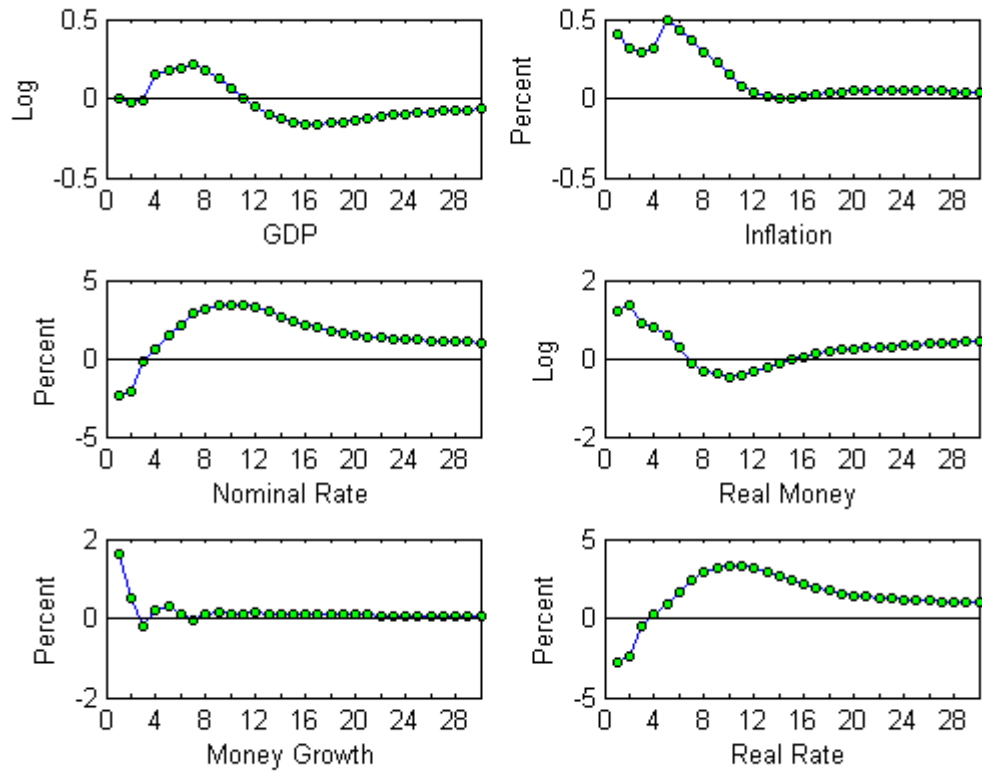 0.5
0
-0.5
Log
0 4 8 12 16 20 24 28
GDP
0.5
0
-0.5
Percent
0 4 8 12 16 20 24 28
Inflation
5
0
-5
Percent
0 4 8 12 16 20 24 28
Nominal Rate
2
0
-2
Log
0 4 8 12 16 20 24 28
Real Money
2
0
-2
Percent
0 4 8 12 16 20 24 28
Money Growth
5
0
-5
Percent
0 4 8 12 16 20 24 28
Real Rate